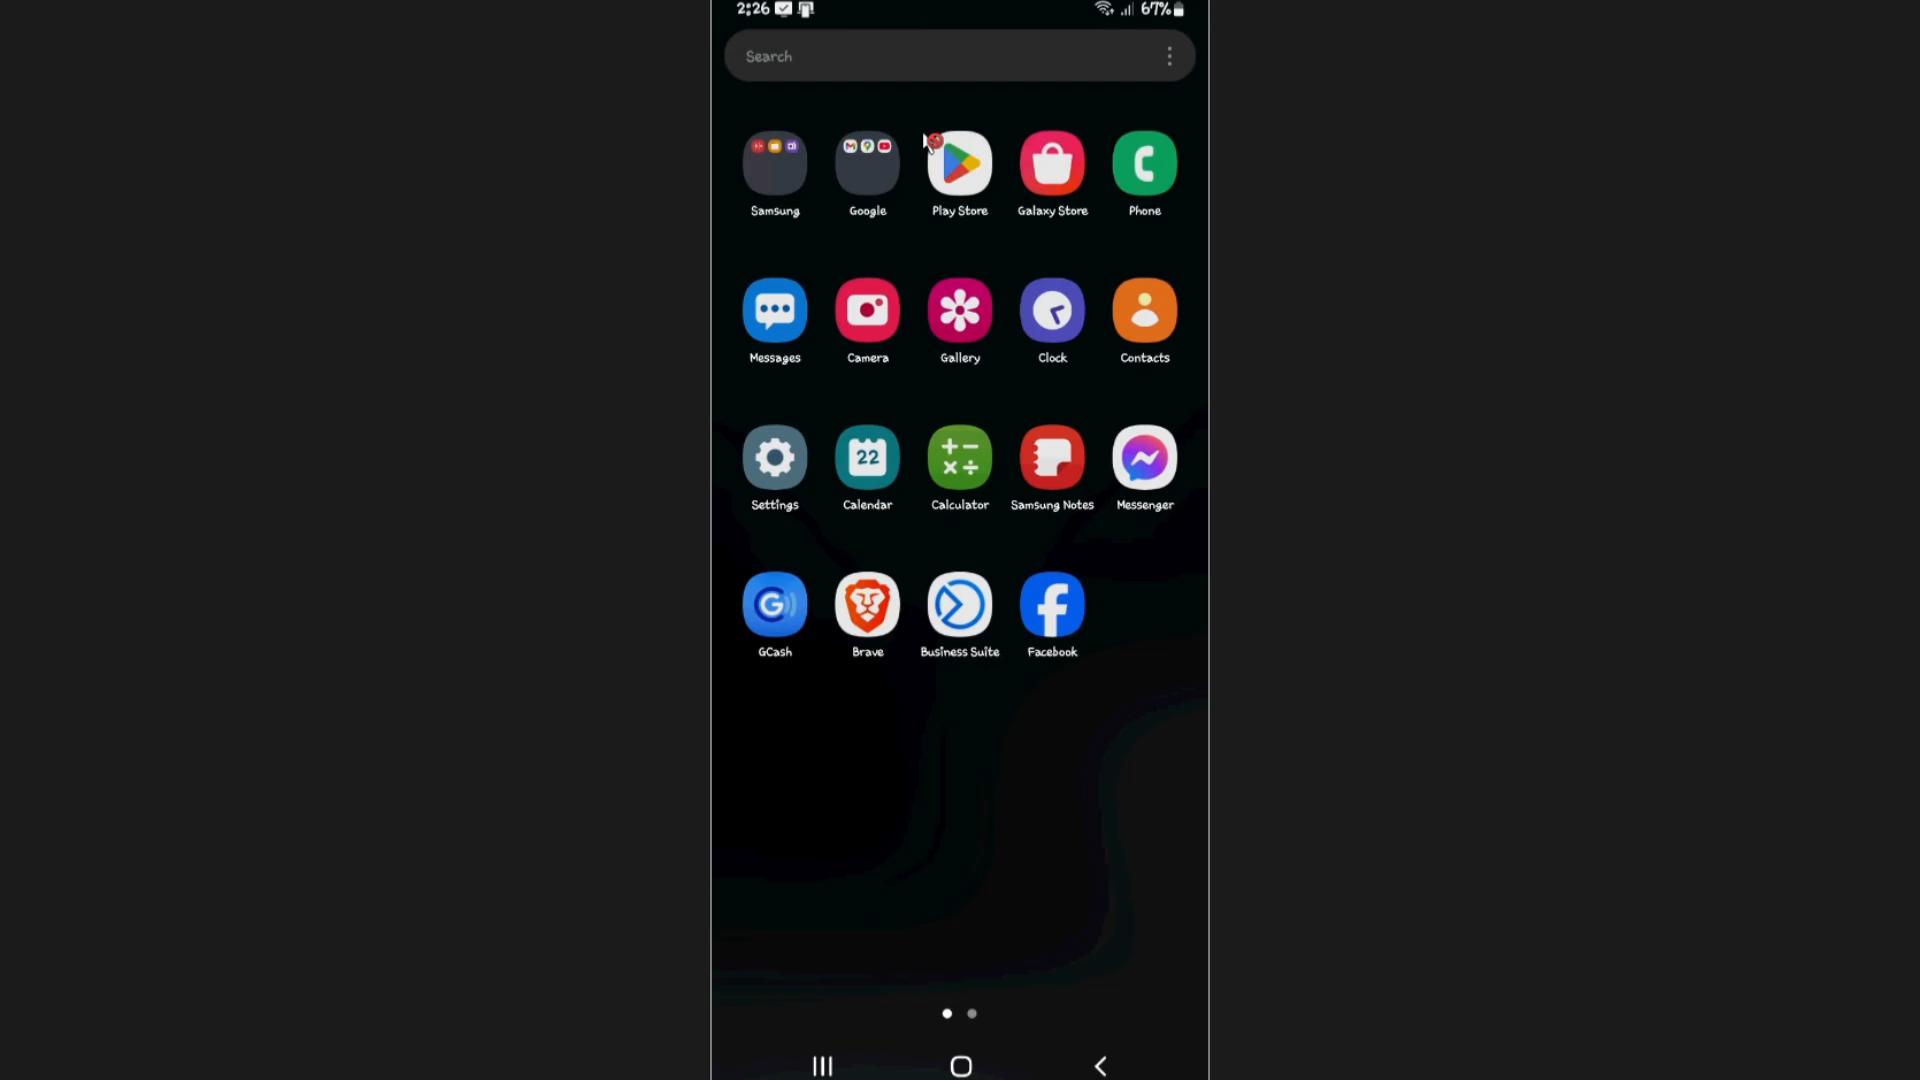 2:26 67%
Search
Samsung Google Play Store Galaxy Store Phone
Messages Camera Gallery Clock Contacts
22
Settings Calendar Calculator Samsung Notes Messenger
G
GCash Brave Business Suite Facebook